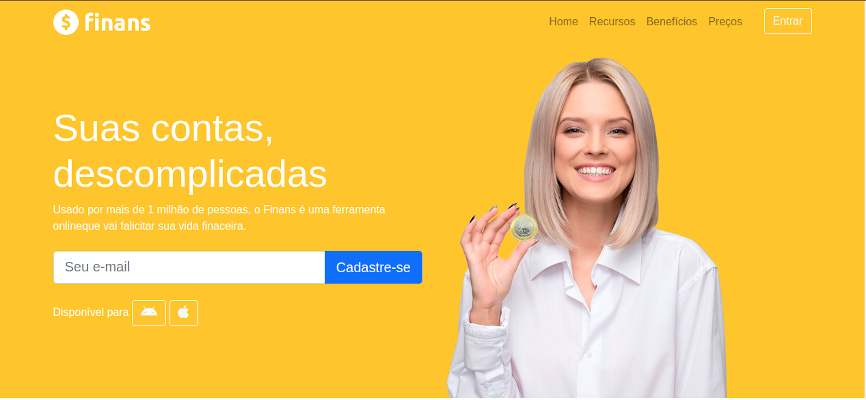 finans
Home Recursos Benefícios Preços Entrar
Suas contas,
descomplicadas
Usado por mais de 1 milhão de pessoas, o Finans é uma ferramenta
onlineque vai falicitar sua vida finaceira.
Seu e-mail Cadastre-se
Disponível para